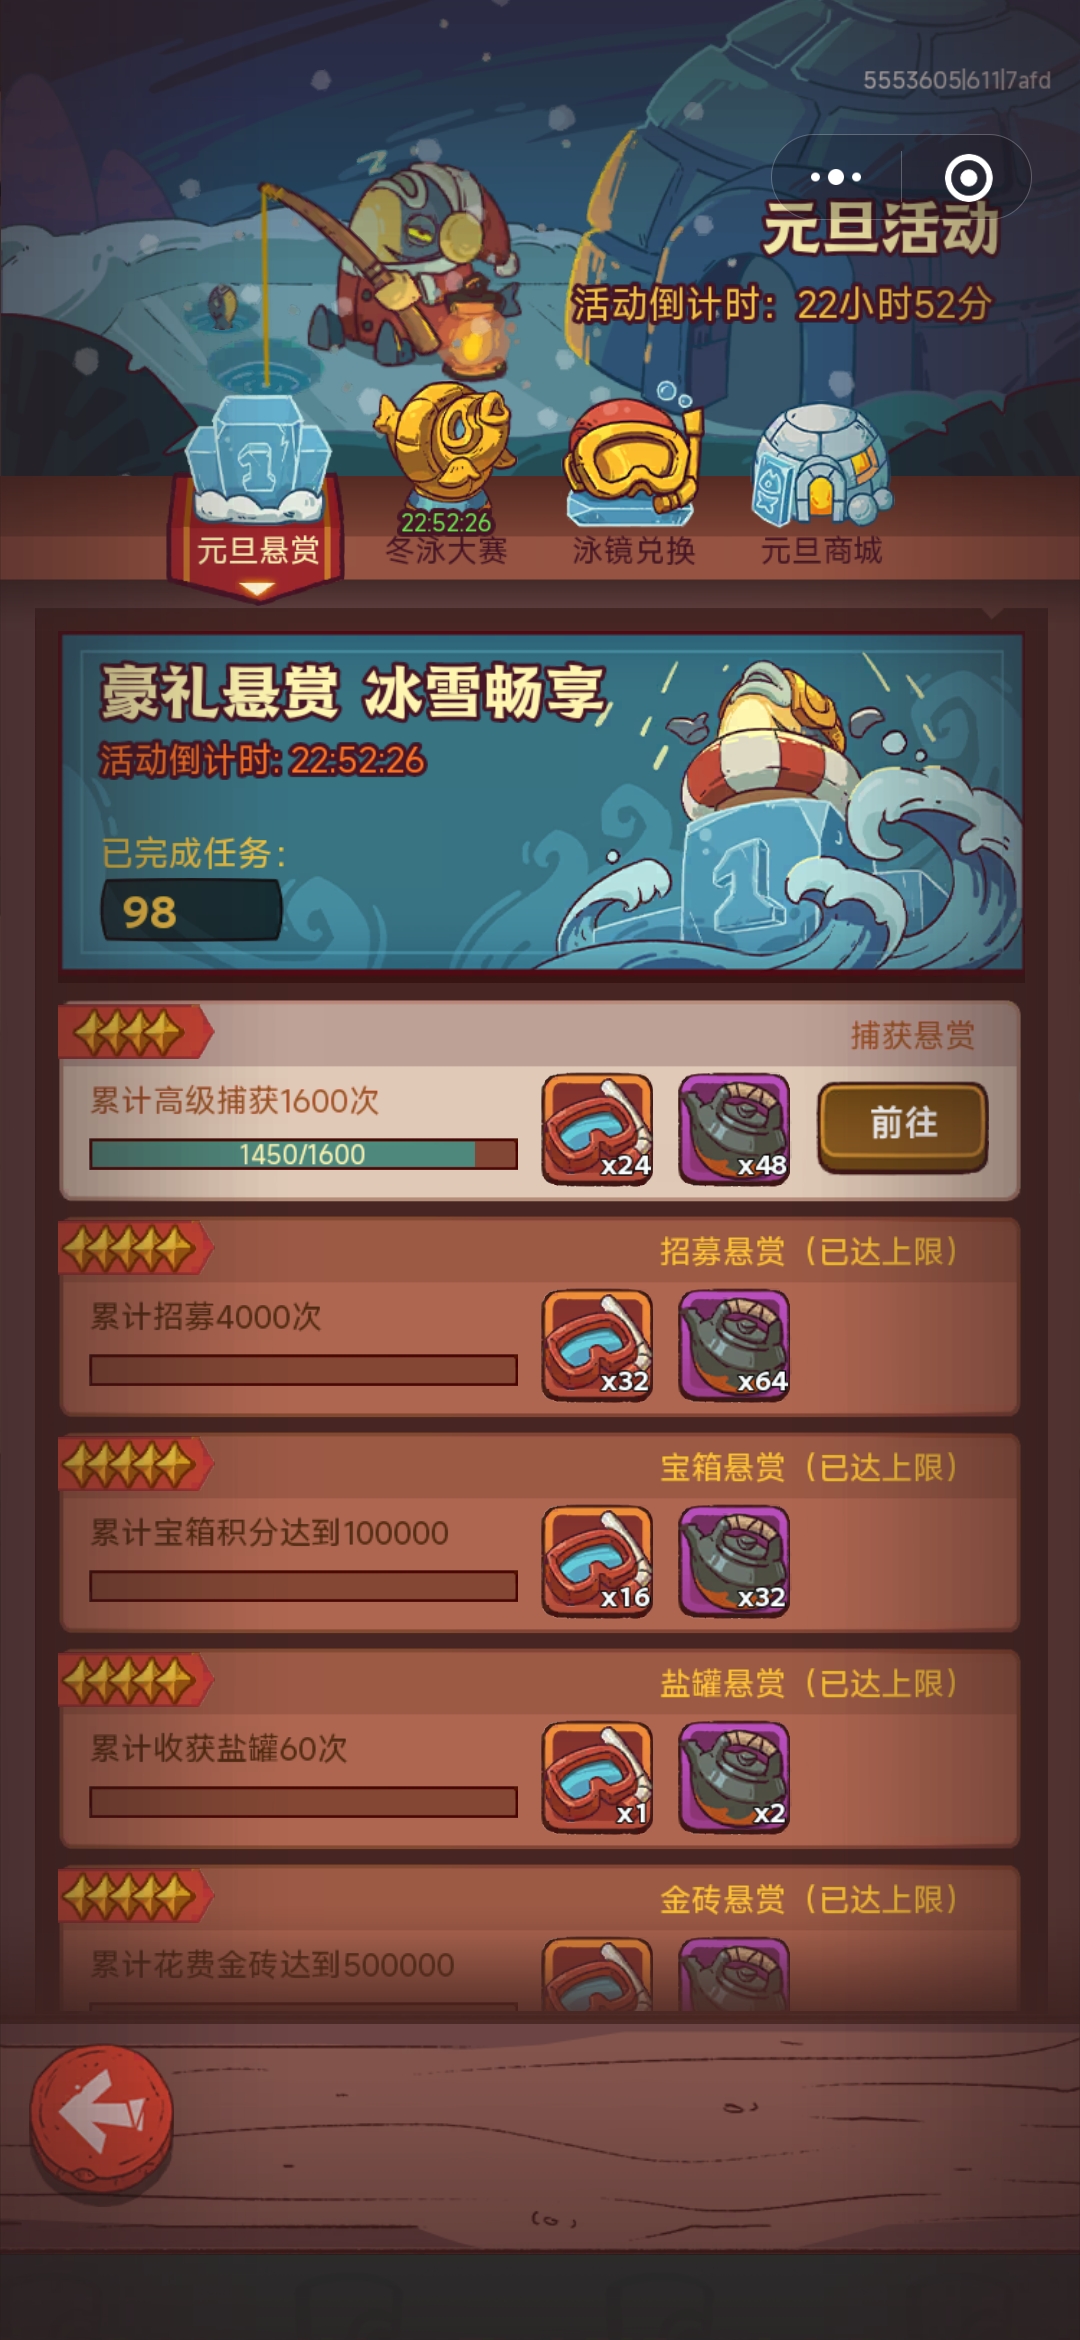 5553605|611|7afd
元旦活动
活动倒计时：22小时52分
22:52:26
元旦悬赏
冬泳大赛
泳镜兑换
元旦商城
豪礼悬赏 冰雪畅享
活动倒计时: 22:52:26
已完成任务：
98
捕获悬赏
累计高级捕获1600次
1450/1600
x24
x48
前往
招募悬赏（已达上限）
累计招募4000次
x32
x64
宝箱悬赏（已达上限）
累计宝箱积分达到100000
x16
x32
盐罐悬赏（已达上限）
累计收获盐罐60次
x1
x2
金砖悬赏（已达上限）
累计花费金砖达到500000